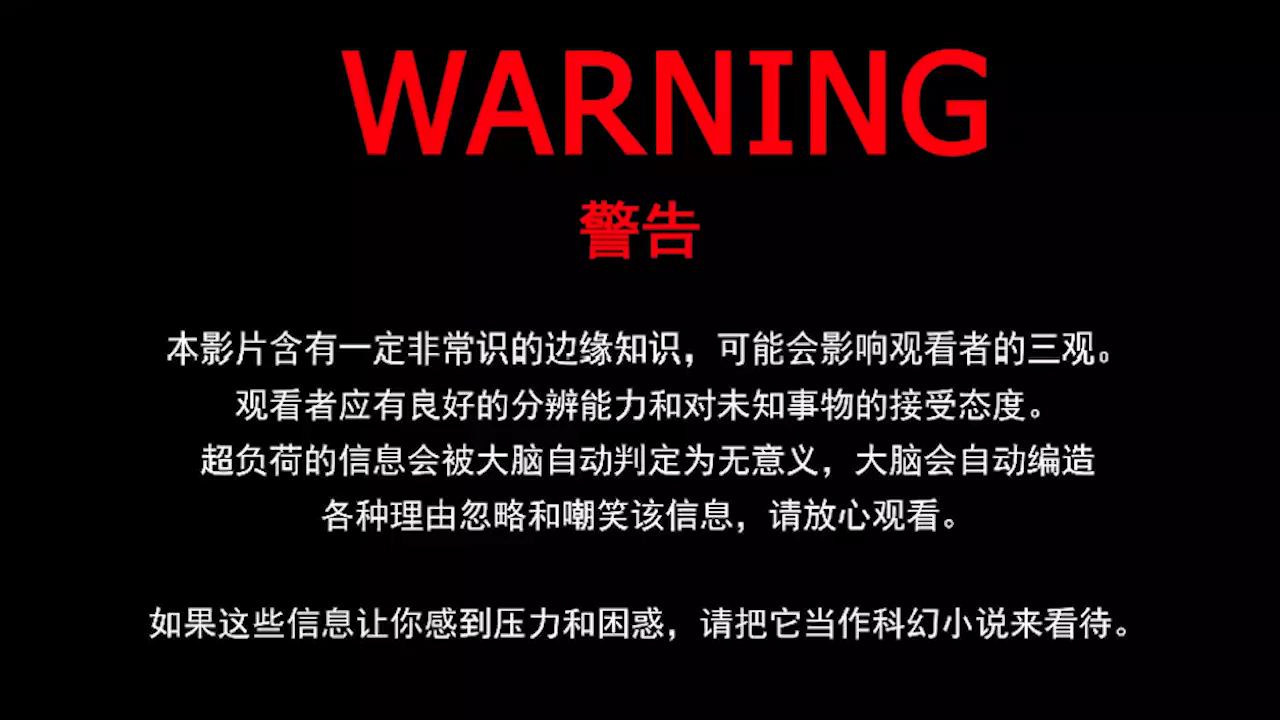 WARNING
警告
本影片含有一定非常识的边缘知识，可能会影响观看者的三观。
观看者应有良好的分辨能力和对未知事物的接受态度。
超负荷的信息会被大脑自动判定为无意义，大脑会自动编造
各种理由忽略和嘲笑该信息，请放心观看。
如果这些信息让你感到压力和困惑，请把它当作科幻小说来看待。